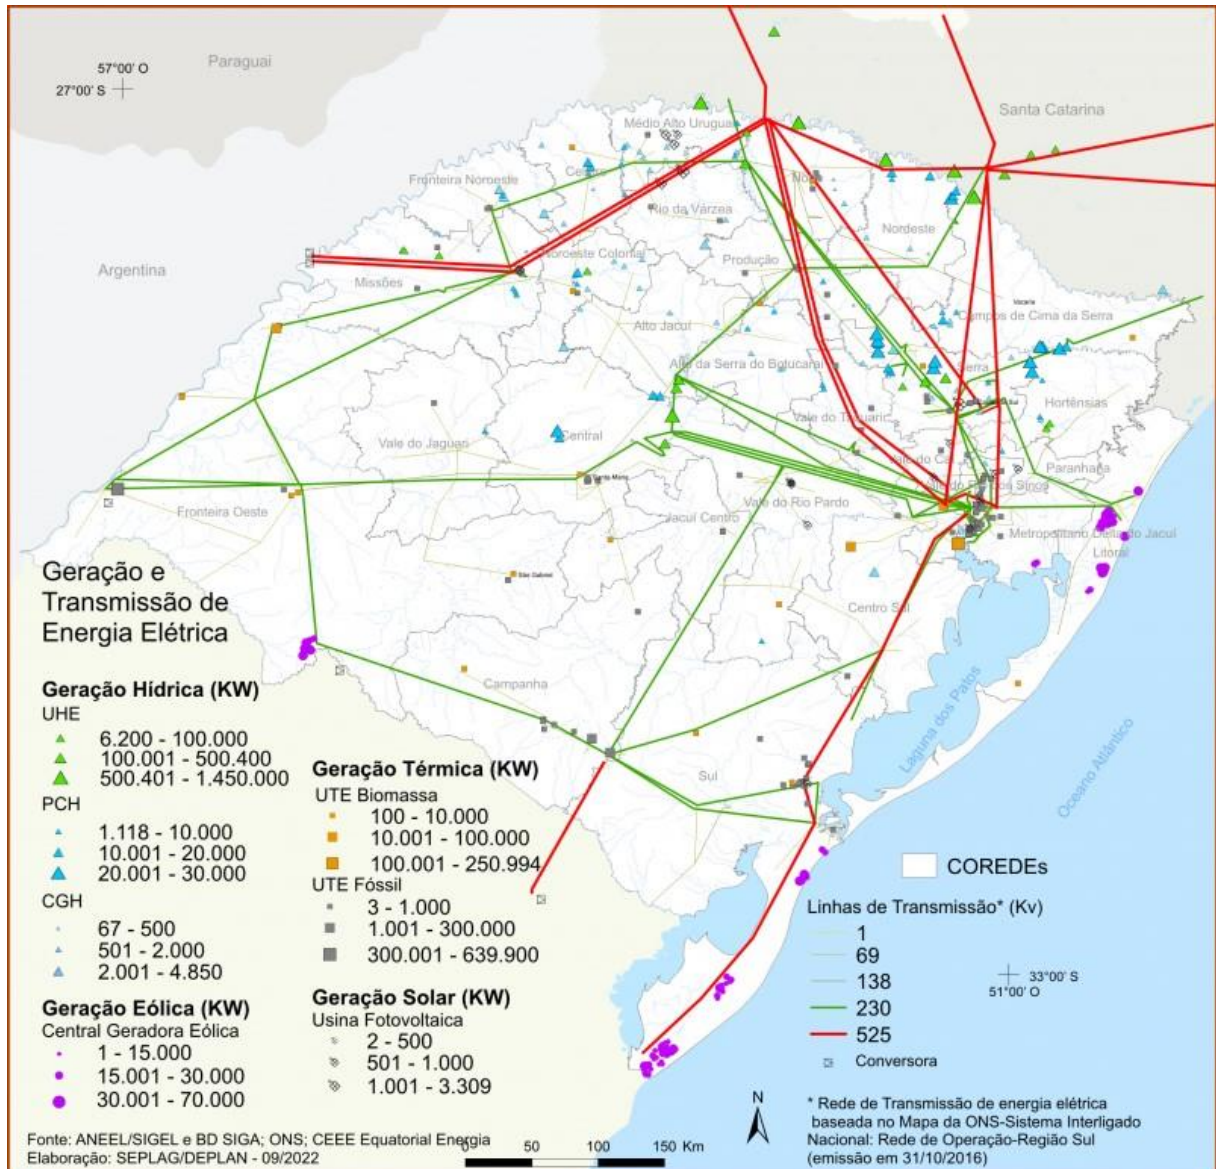 Paraguai
57°00' O
27°00' S
Santa Catarina
Argentina
Médio Alto Uruguai
Fronteira Noroeste
Rio da Várzea
Nordeste
Noroeste Colonial
Produção
Missões
Vacaria
Campos de Cima da Serra
Alto Jacuí
Alto da Serra do Botucaraí
Serra
Hortênsias
Vale do Taquari
Vale do Jaguari
Central
Paranhana
Santa Maria
Fronteira Oeste
Vale do Rio Pardo
Jacuí Centro
Metropolitano Delta do Jacuí
Litoral
São Gabriel
Centro Sul
Campanha
Sul
Laguna dos Patos
Oceano Atlântico
Geração e
Transmissão de
Energia Elétrica
Geração Hídrica (KW)
UHE
6.200 - 100.000
100.001 - 500.400
500.401 - 1.450.000
PCH
1.118 - 10.000
10.001 - 20.000
20.001 - 30.000
CGH
67 - 500
501 - 2.000
2.001 - 4.850
Geração Eólica (KW)
Central Geradora Eólica
1 - 15.000
15.001 - 30.000
30.001 - 70.000
Geração Térmica (KW)
UTE Biomassa
100 - 10.000
10.001 - 100.000
100.001 - 250.994
UTE Fóssil
3 - 1.000
1.001 - 300.000
300.001 - 639.900
Geração Solar (KW)
Usina Fotovoltaica
2 - 500
501 - 1.000
1.001 - 3.309
COREDEs
Linhas de Transmissão* (Kv)
1
69
138
230
525
Conversora
33°00' S
51°00' O
N
* Rede de Transmissão de energia elétrica
baseada no Mapa da ONS-Sistema Interligado
Nacional: Rede de Operação-Região Sul
(emissão em 31/10/2016)
Fonte: ANEEL/SIGEL e BD SIGA; ONS; CEEE Equatorial Energia
Elaboração: SEPLAG/DEPLAN - 09/2022
0 50 100 150 Km